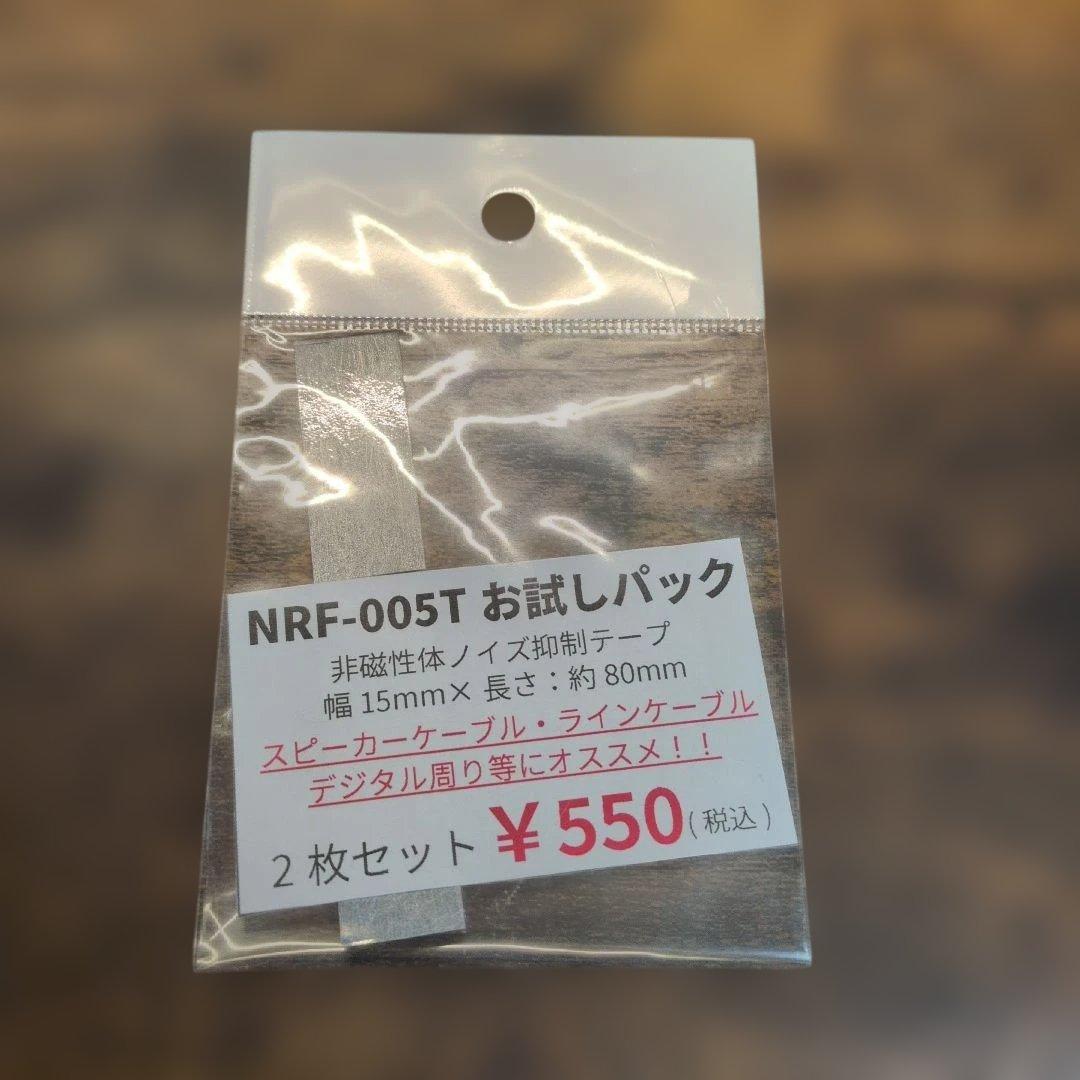 NRF-005T お試しパック
非磁性体ノイズ抑制テープ
幅 15mm× 長さ：約 80mm
スピーカーケーブル・ラインケーブル
デジタル周り等にオススメ！！
2 枚セット ￥550(税込)